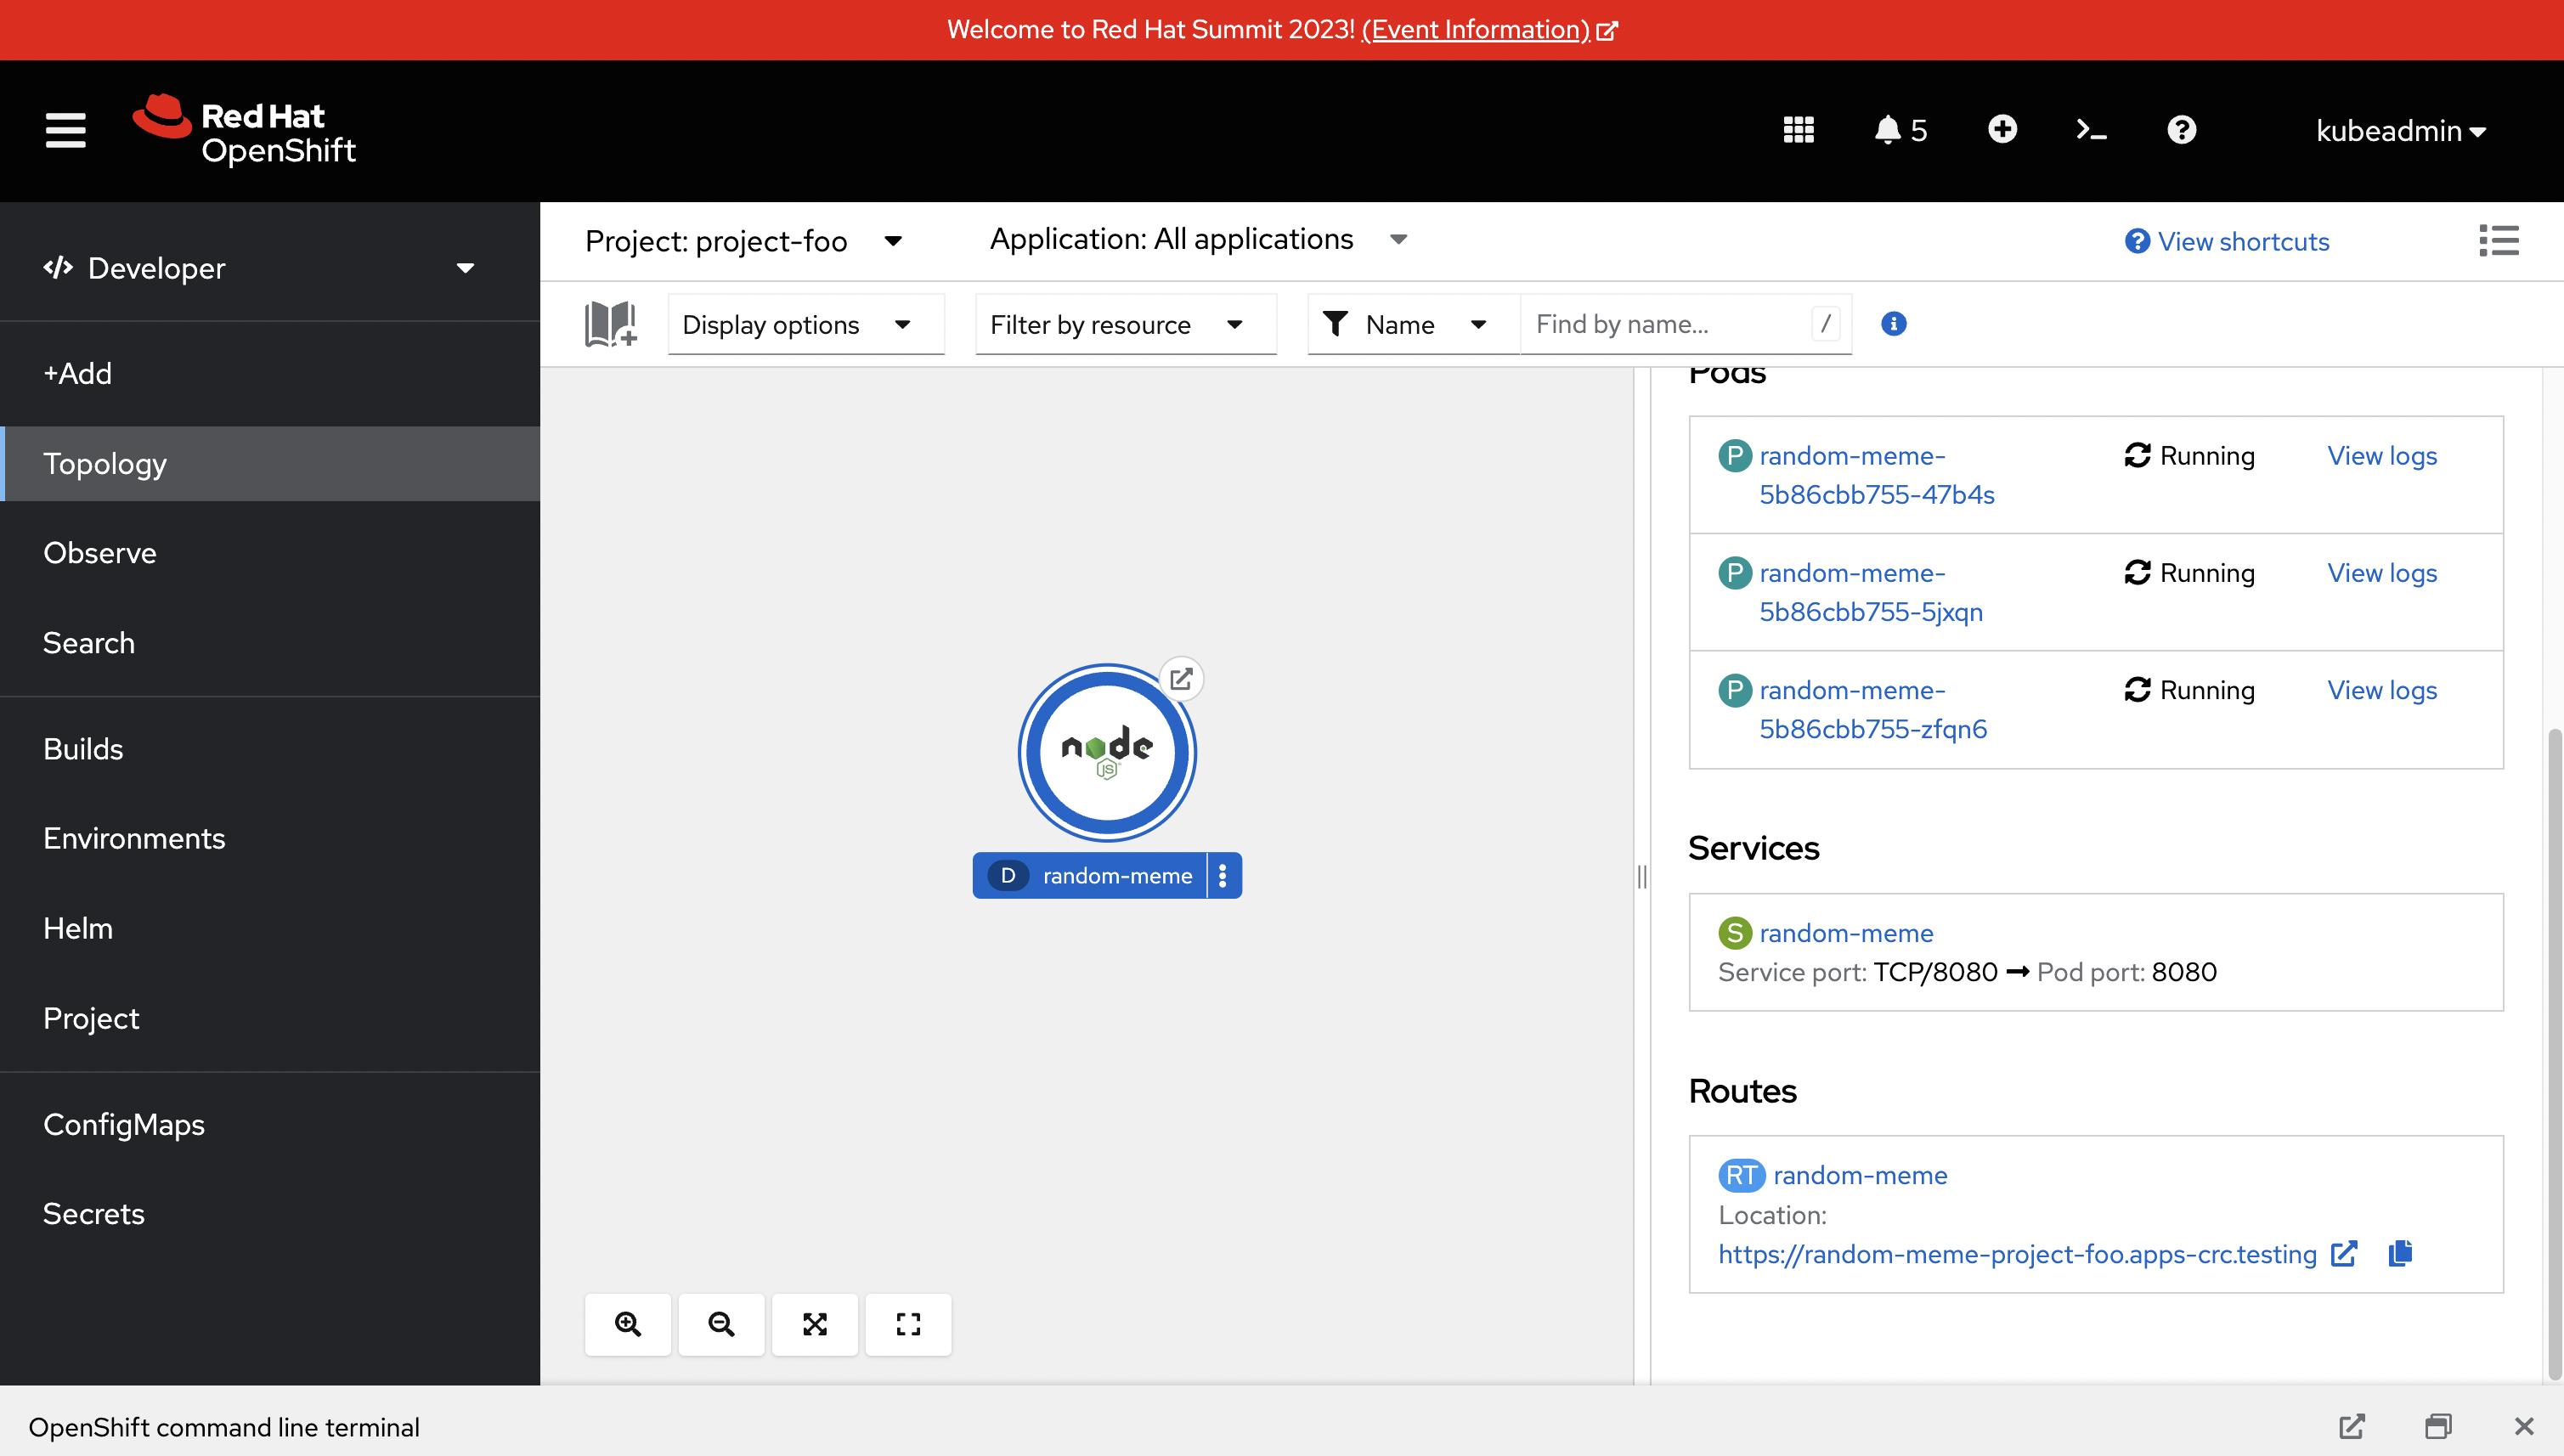 Welcome to Red Hat Summit 2023! (Event Information)
Red Hat
OpenShift
5
kubeadmin
Developer
+Add
Topology
Observe
Search
Builds
Environments
Helm
Project
ConfigMaps
Secrets
Project: project-foo
Application: All applications
View shortcuts
Display options
Filter by resource
Name
Find by name...
/
node
JS
D random-meme
Pods
P random-meme-
5b86cbb755-47b4s
Running
View logs
P random-meme-
5b86cbb755-5jxqn
Running
View logs
P random-meme-
5b86cbb755-zfqn6
Running
View logs
Services
S random-meme
Service port: TCP/8080 ➞ Pod port: 8080
Routes
RT random-meme
Location:
https://random-meme-project-foo.apps-crc.testing
OpenShift command line terminal